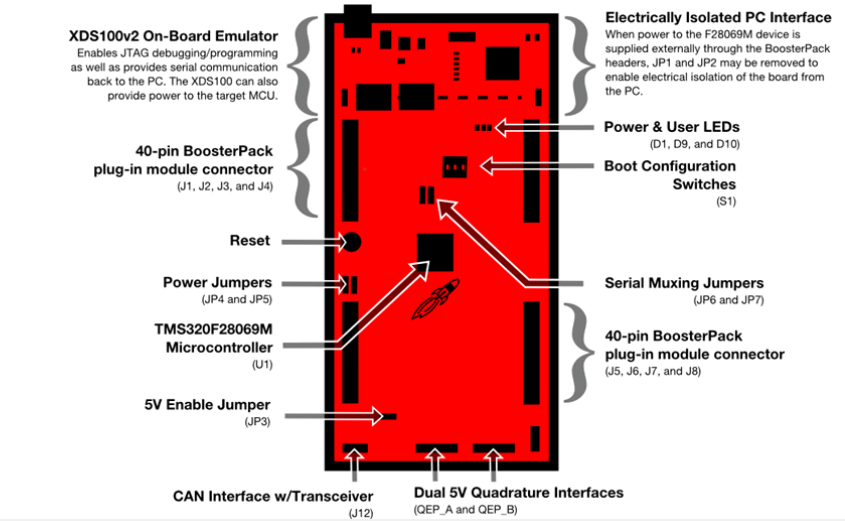 XDS100v2 On-Board Emulator
Enables JTAG debugging/programming
as well as provides serial communication
back to the PC. The XDS100 can also
provide power to the target MCU.
40-pin BoosterPack
plug-in module connector
(J1, J2, J3, and J4)
Reset
Power Jumpers
(JP4 and JP5)
TMS320F28069M
Microcontroller
(U1)
5V Enable Jumper
(JP3)
CAN Interface w/Transceiver
(J12)
Dual 5V Quadrature Interfaces
(QEP_A and QEP_B)
Electrically Isolated PC Interface
When power to the F28069M device is
supplied externally through the BoosterPack
headers, JP1 and JP2 may be removed to
enable electrical isolation of the board from
the PC.
Power & User LEDs
(D1, D9, and D10)
Boot Configuration
Switches
(S1)
Serial Muxing Jumpers
(JP6 and JP7)
40-pin BoosterPack
plug-in module connector
(J5, J6, J7, and J8)